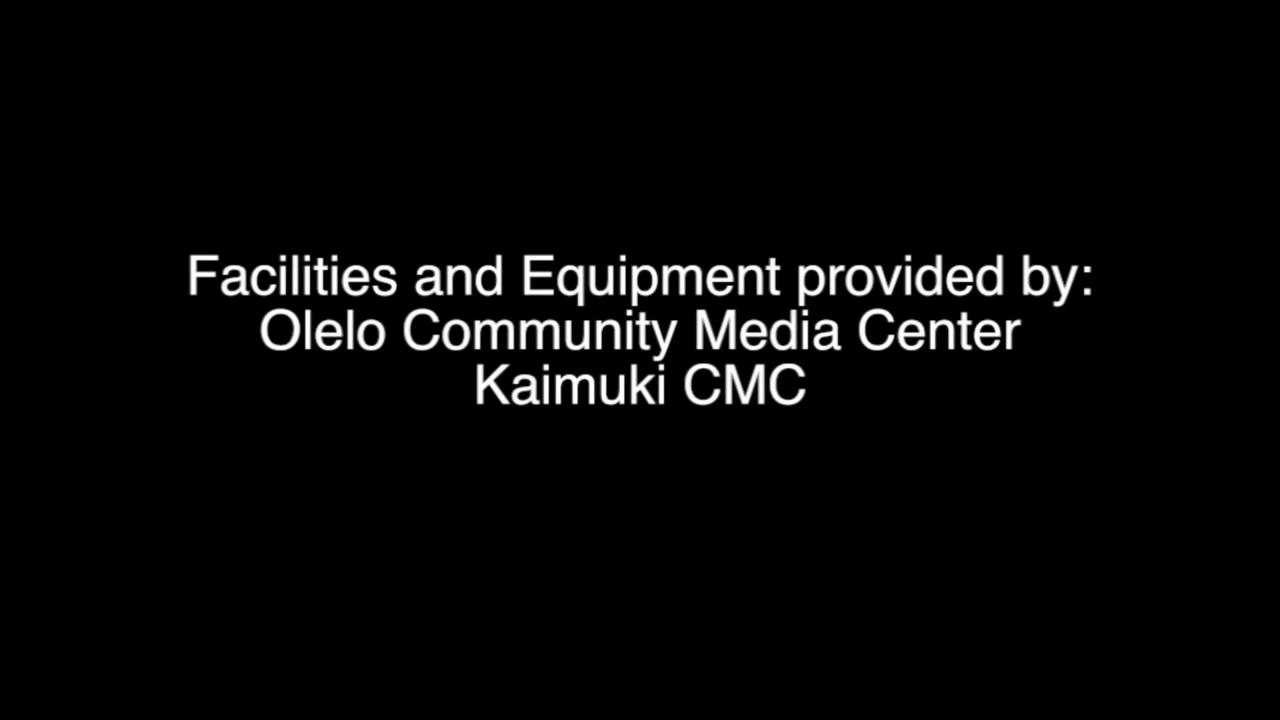 Facilities and Equipment provided by:
Olelo Community Media Center
Kaimuki CMC